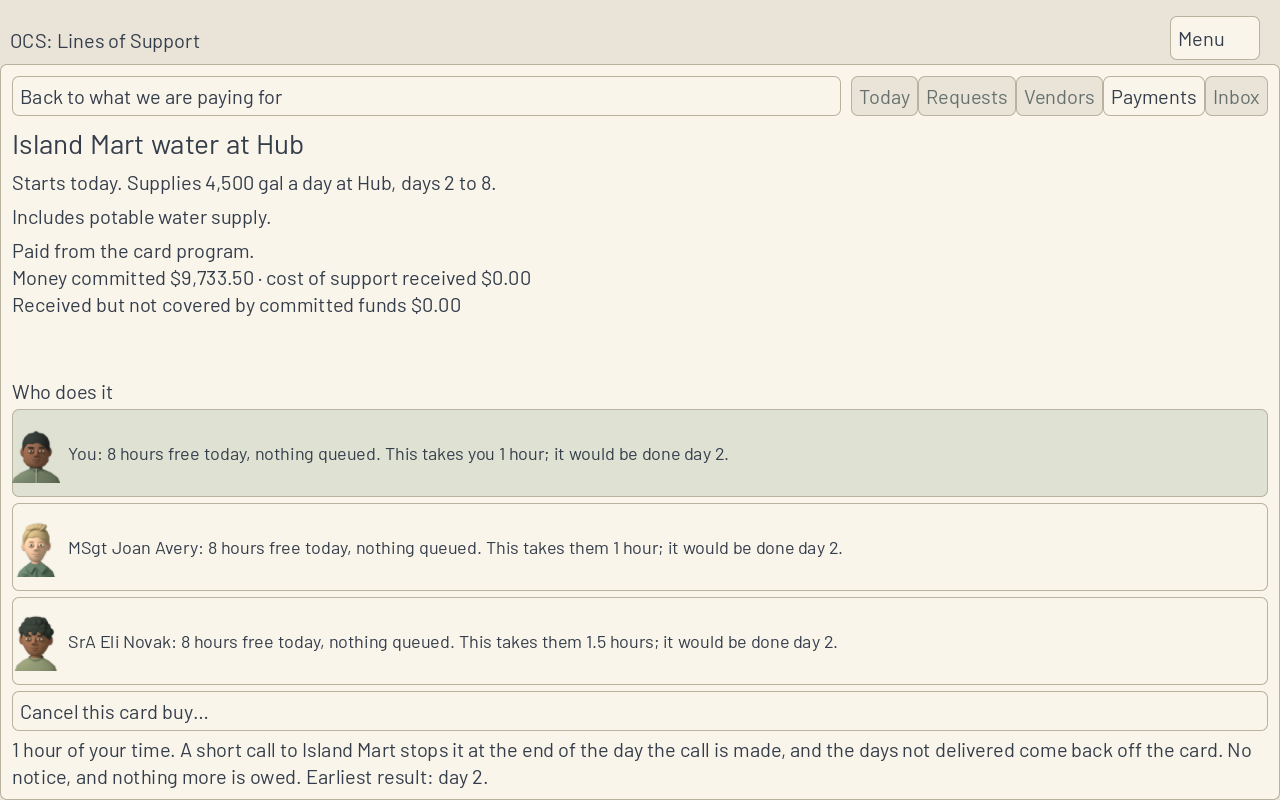 OCS: Lines of Support
Menu
Back to what we are paying for
Today
Requests
Vendors
Payments
Inbox
Island Mart water at Hub
Starts today. Supplies 4,500 gal a day at Hub, days 2 to 8.
Includes potable water supply.
Paid from the card program.
Money committed $9,733.50 · cost of support received $0.00
Received but not covered by committed funds $0.00
Who does it
You: 8 hours free today, nothing queued. This takes you 1 hour; it would be done day 2.
MSgt Joan Avery: 8 hours free today, nothing queued. This takes them 1 hour; it would be done day 2.
SrA Eli Novak: 8 hours free today, nothing queued. This takes them 1.5 hours; it would be done day 2.
Cancel this card buy...
1 hour of your time. A short call to Island Mart stops it at the end of the day the call is made, and the days not delivered come back off the card. No
notice, and nothing more is owed. Earliest result: day 2.